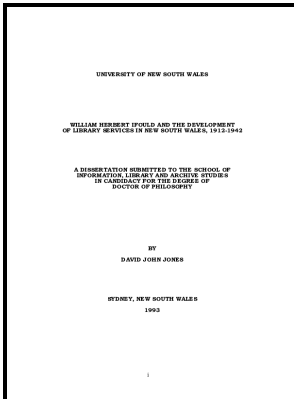 UNIVERSITY OF NEW SOUTH WALES
WILLIAM HERBERT IFOULD AND THE DEVELOPMENT
OF LIBRARY SERVICES IN NEW SOUTH WALES, 1912-1942
A DISSERTATION SUBMITTED TO THE SCHOOL OF
INFORMATION, LIBRARY AND ARCHIVE STUDIES
IN CANDIDACY FOR THE DEGREE OF
DOCTOR OF PHILOSOPHY
BY
DAVID JOHN JONES
SYDNEY, NEW SOUTH WALES
1993